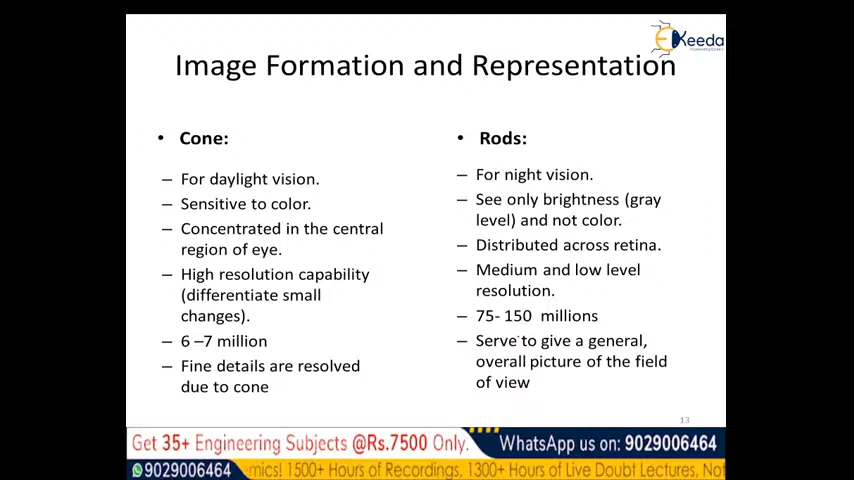 EKeeda
Image Formation and Representation
• Cone:
– For daylight vision.
– Sensitive to color.
– Concentrated in the central
region of eye.
– High resolution capability
(differentiate small
changes).
– 6 –7 million
– Fine details are resolved
due to cone
• Rods:
– For night vision.
– See only brightness (gray
level) and not color.
– Distributed across retina.
– Medium and low level
resolution.
– 75- 150 millions
– Serve to give a general,
overall picture of the field
of view
13
Get 35+ Engineering Subjects @Rs.7500 Only.
WhatsApp us on: 9029006464
9029006464
mics! 1500+ Hours of Recordings, 1300+ Hours of Live Doubt Lectures, Not